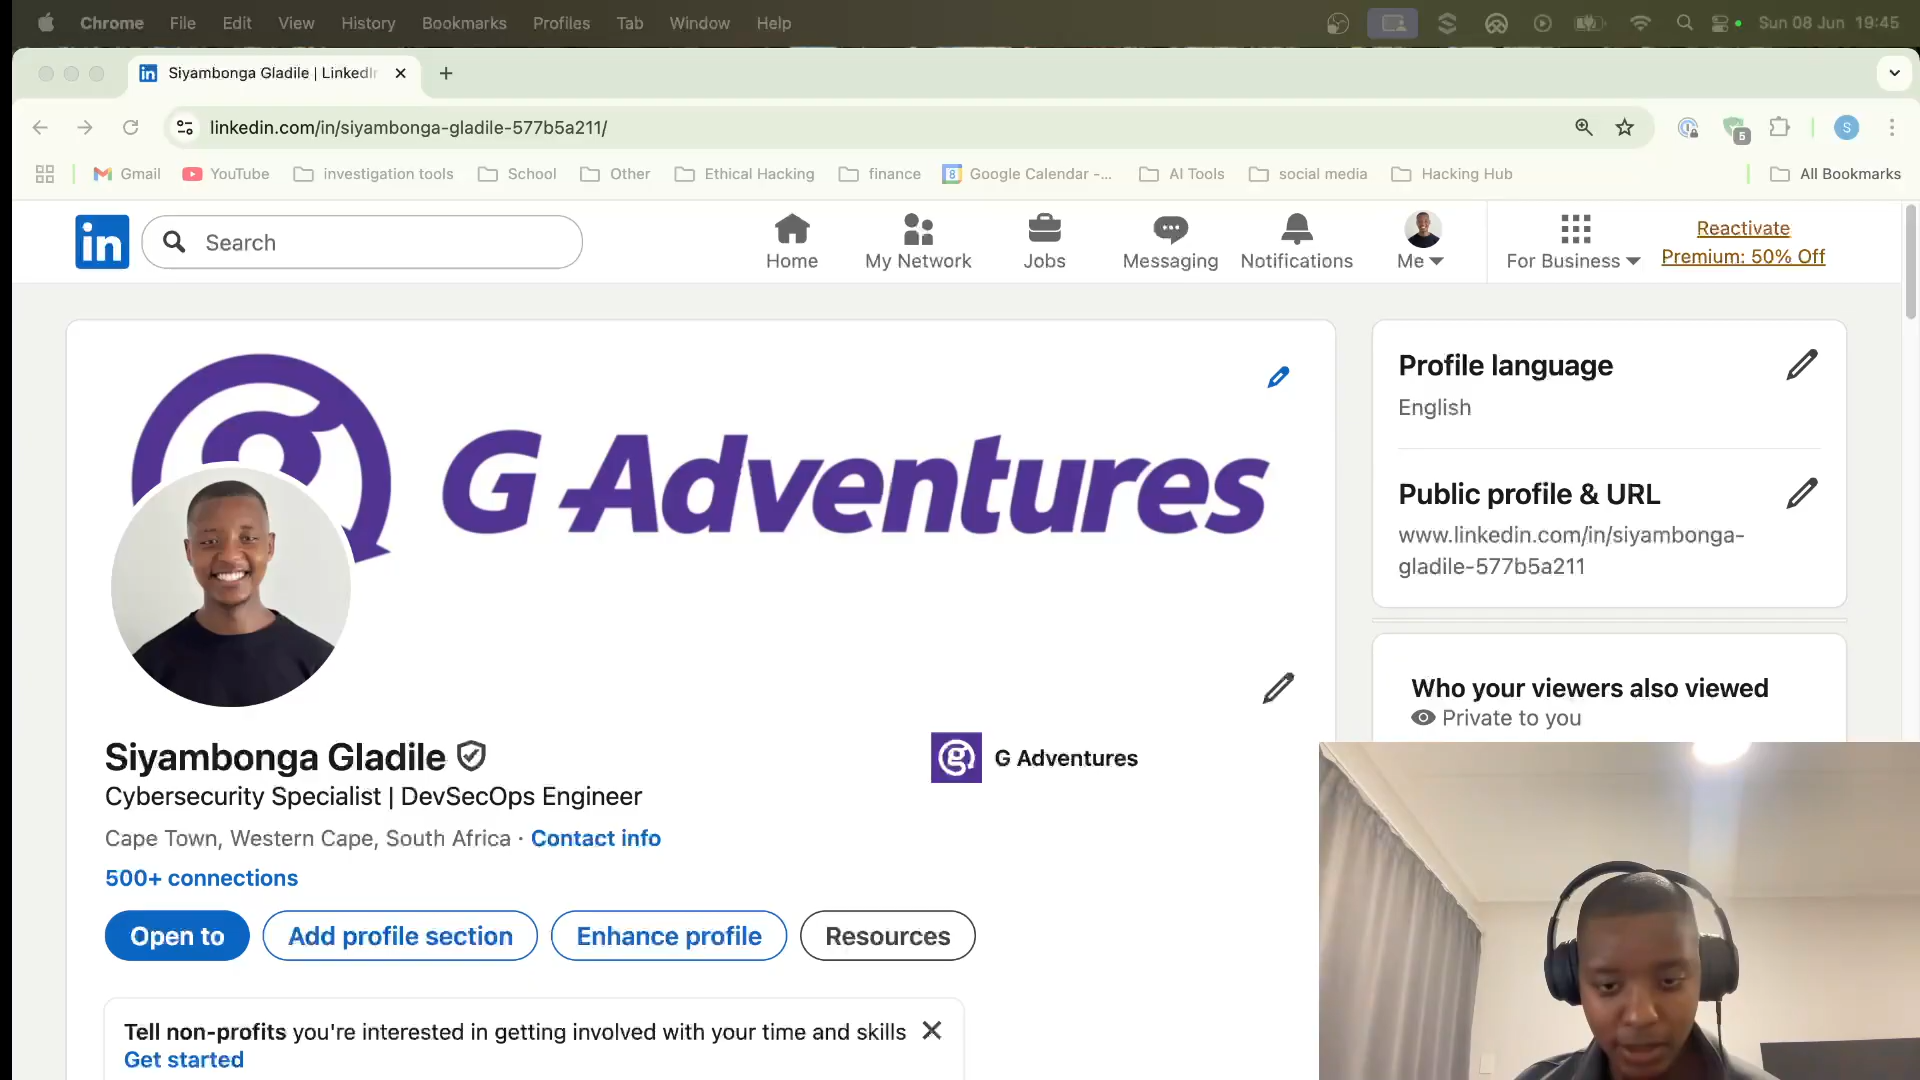 Chrome File Edit View History Bookmarks Profiles Tab Window Help Sun 08 Jun 19:45
Siyambonga Gladile | LinkedIn
linkedin.com/in/siyambonga-gladile-577b5a211/
5
S
Gmail YouTube investigation tools School Other Ethical Hacking finance 8 Google Calendar -... AI Tools social media Hacking Hub All Bookmarks
in Search
Home My Network Jobs Messaging Notifications Me For Business
Reactivate
Premium: 50% Off
G Adventures
Profile language
English
Public profile & URL
www.linkedin.com/in/siyambonga-
gladile-577b5a211
Who your viewers also viewed
Private to you
Siyambonga Gladile
G Adventures
Cybersecurity Specialist | DevSecOps Engineer
Cape Town, Western Cape, South Africa · Contact info
500+ connections
Open to Add profile section Enhance profile Resources
Tell non-profits you're interested in getting involved with your time and skills
Get started